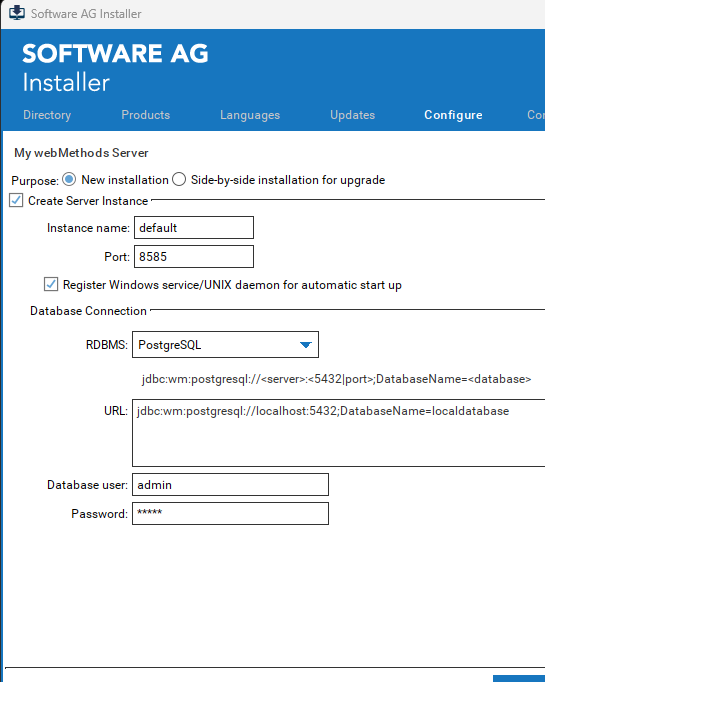 Software AG Installer
SOFTWARE AG
Installer
Directory Products Languages Updates Configure
My webMethods Server
Purpose: New installation Side-by-side installation for upgrade
Create Server Instance
Instance name: default
Port: 8585
Register Windows service/UNIX daemon for automatic start up
Database Connection
RDBMS: PostgreSQL
jdbc:wm:postgresql://<server>:<5432|port>;DatabaseName=<database>
URL: jdbc:wm:postgresql://localhost:5432;DatabaseName=localdatabase
Database user: admin
Password: *****